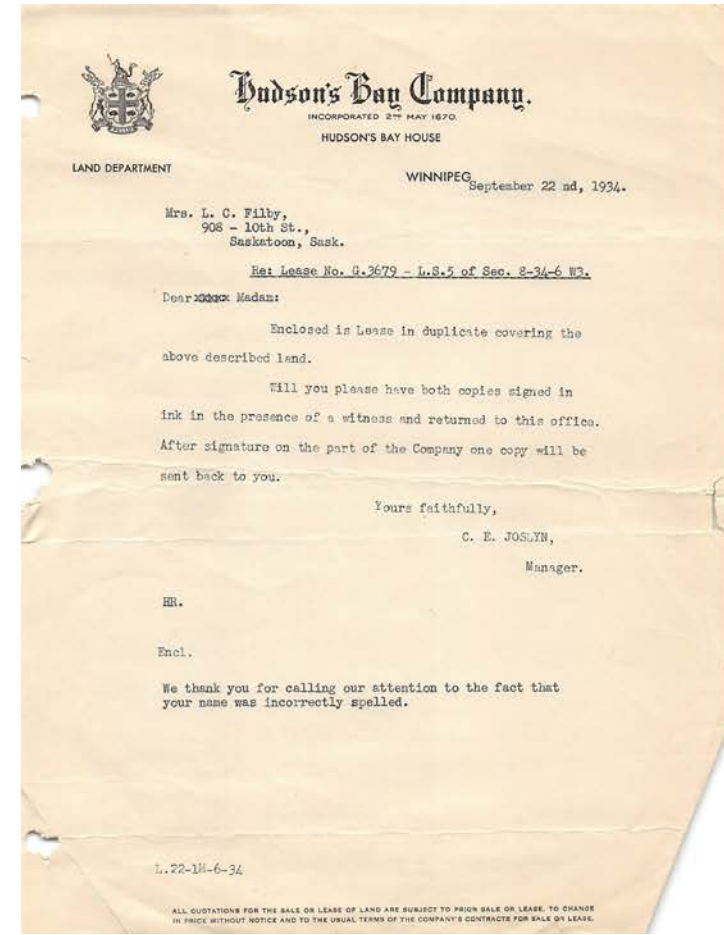 Hudson's Bay Company.
INCORPORATED 2ND MAY 1670.
HUDSON'S BAY HOUSE
LAND DEPARTMENT
WINNIPEG
September 22 nd, 1934.
Mrs. L. C. Filby,
908 - 10th St.,
Saskatoon, Sask.
Re: Lease No. G.3679 - L.S.5 of Sec. 8-34-6 W3.
Dear Madam:
Enclosed is Lease in duplicate covering the
above described land.
Will you please have both copies signed in
ink in the presence of a witness and returned to this office.
After signature on the part of the Company one copy will be
sent back to you.
Yours faithfully,
C. E. JOSLYN,
Manager.
HR.
Encl.
We thank you for calling our attention to the fact that
your name was incorrectly spelled.
L.22-1M-6-34
ALL QUOTATIONS FOR THE SALE OR LEASE OF LAND ARE SUBJECT TO PRIOR SALE OR LEASE, TO CHANGE
IN PRICE WITHOUT NOTICE AND TO THE USUAL TERMS OF THE COMPANY'S CONTRACTS FOR SALE OR LEASE.